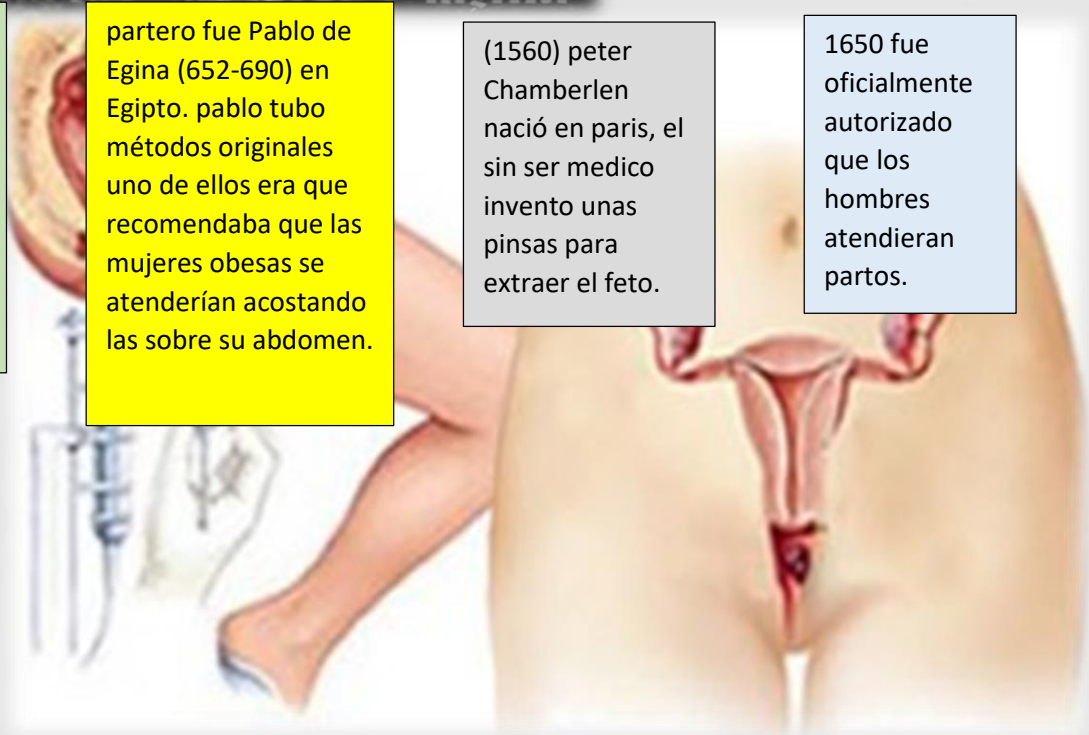 partero fue Pablo de
Egina (652-690) en
Egipto. pablo tubo
métodos originales
uno de ellos era que
recomendaba que las
mujeres obesas se
atenderían acostando
las sobre su abdomen.
(1560) peter
Chamberlen
nació en paris, el
sin ser medico
invento unas
pinsas para
extraer el feto.
1650 fue
oficialmente
autorizado
que los
hombres
atendieran
partos.